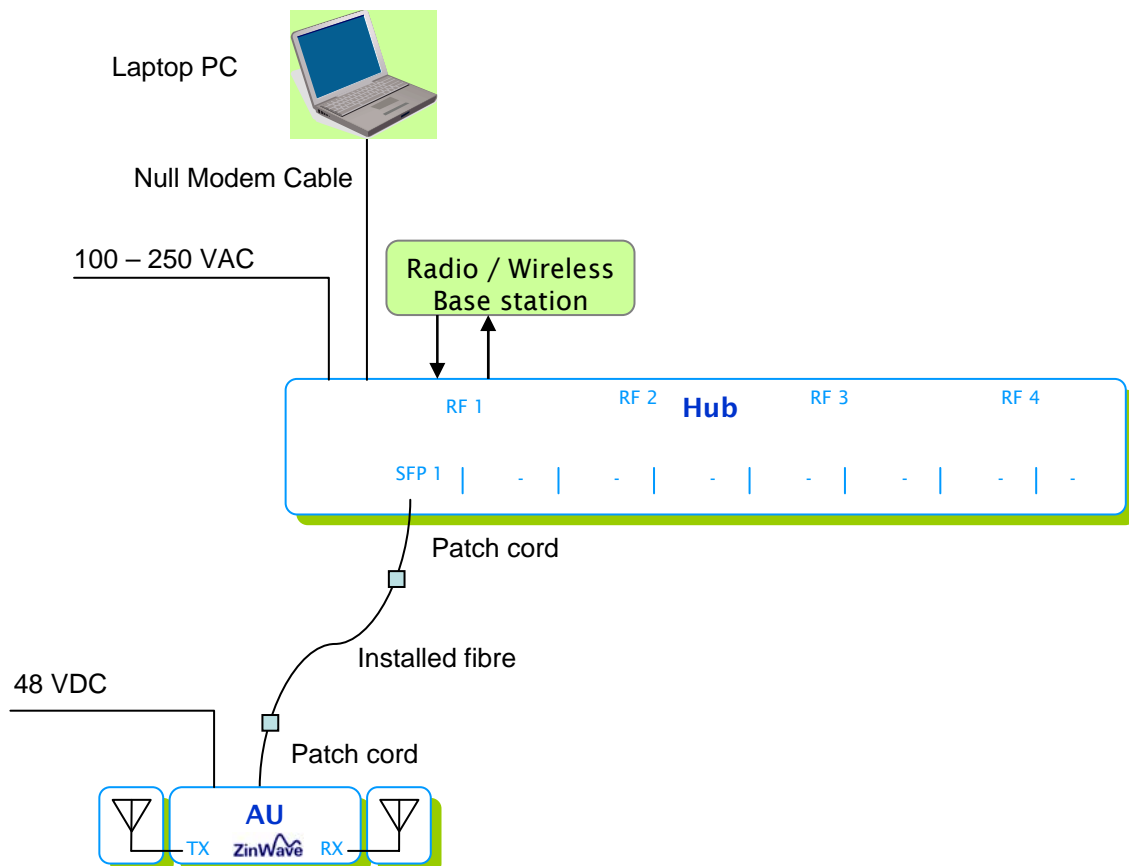 Laptop PC
Null Modem Cable
100 – 250 VAC
Radio / Wireless
Base station
RF 1
RF 2
Hub
RF 3
RF 4
SFP 1 | - | - | - | - | - | - | -
Patch cord
Installed fibre
48 VDC
Patch cord
AU
TX
ZinWave
RX